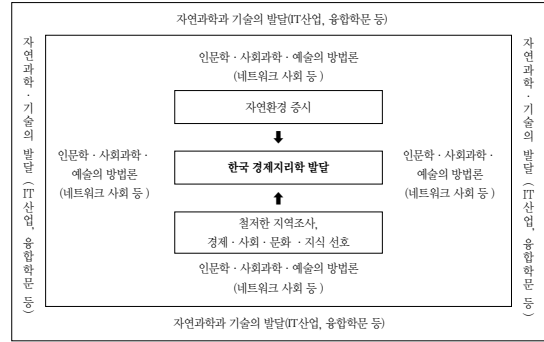 자연과학과 기술의 발달(IT산업, 융합학문 등)
자연과학·기술의 발달(IT산업, 융합학문 등)
인문학·사회과학·예술의 방법론
(네트워크 사회 등)
자연환경 중시
인문학·사회과학·
예술의 방법론
(네트워크 사회 등)
한국 경제지리학 발달
인문학·사회과학·
예술의 방법론
(네트워크 사회 등)
철저한 지역조사,
경제·사회·문화 ·지식 선호
인문학·사회과학·예술의 방법론
(네트워크 사회 등)
자연과학·기술의 발달(IT산업, 융합학문 등)
자연과학과 기술의 발달(IT산업, 융합학문 등)